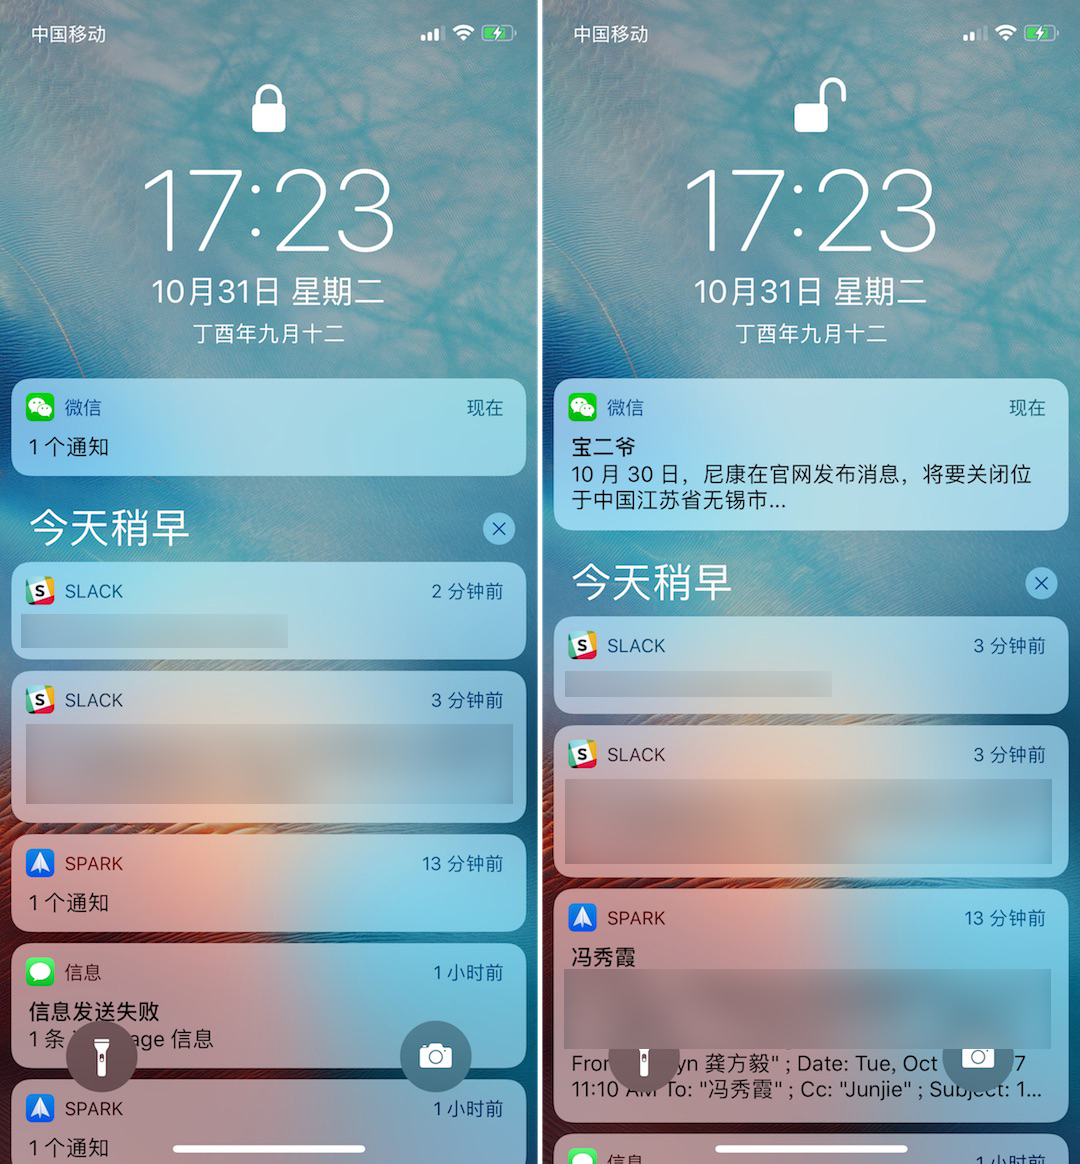 中国移动
17:23
10月31日 星期二
丁酉年九月十二
微信 现在
1 个通知
今天稍早
SLACK 2 分钟前
SLACK 3 分钟前
SPARK 13 分钟前
1 个通知
信息 1 小时前
信息发送失败
1 条 age 信息
SPARK 1 小时前
1 个通知
中国移动
17:23
10月31日 星期二
丁酉年九月十二
微信 现在
宝二爷
10 月 30 日，尼康在官网发布消息，将要关闭位
于中国江苏省无锡市...
今天稍早
SLACK 3 分钟前
SLACK 3 分钟前
SPARK 13 分钟前
冯秀霞
yn 龚方毅" ; Date: Tue, Oct 7
11:10 AM To: "冯秀霞" ; Cc: "Junjie" ; Subject: 1...
信息 1 小时前